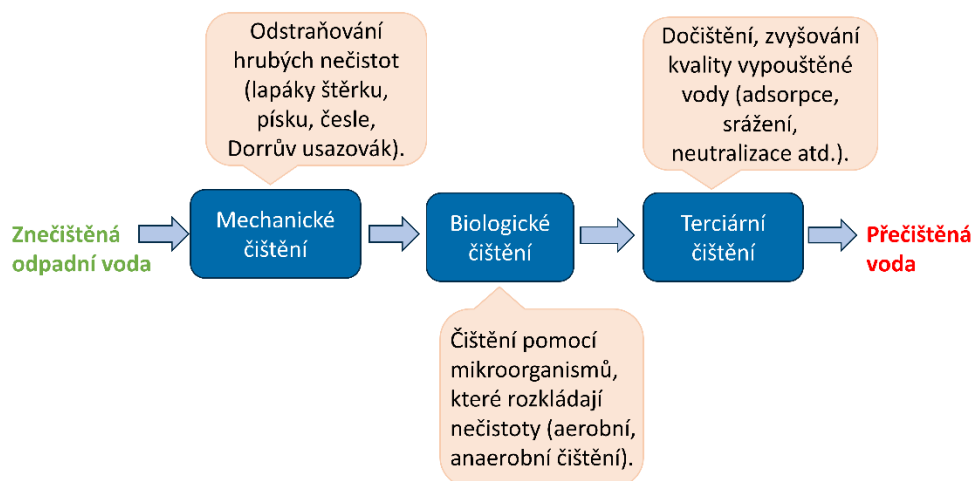 Odstraňování
hrubých nečistot
(lapáky štěrku,
písku, česle,
Dorrův usazovák).
Dočištění, zvyšování
kvality vypouštěné
vody (adsorpce,
srážení,
neutralizace atd.).
Znečištěná
odpadní voda
Mechanické
čištění
Biologické
čištění
Terciární
čištění
Přečištěná
voda
Čištění pomocí
mikroorganismů,
které rozkládají
nečistoty (aerobní,
anaerobní čištění).